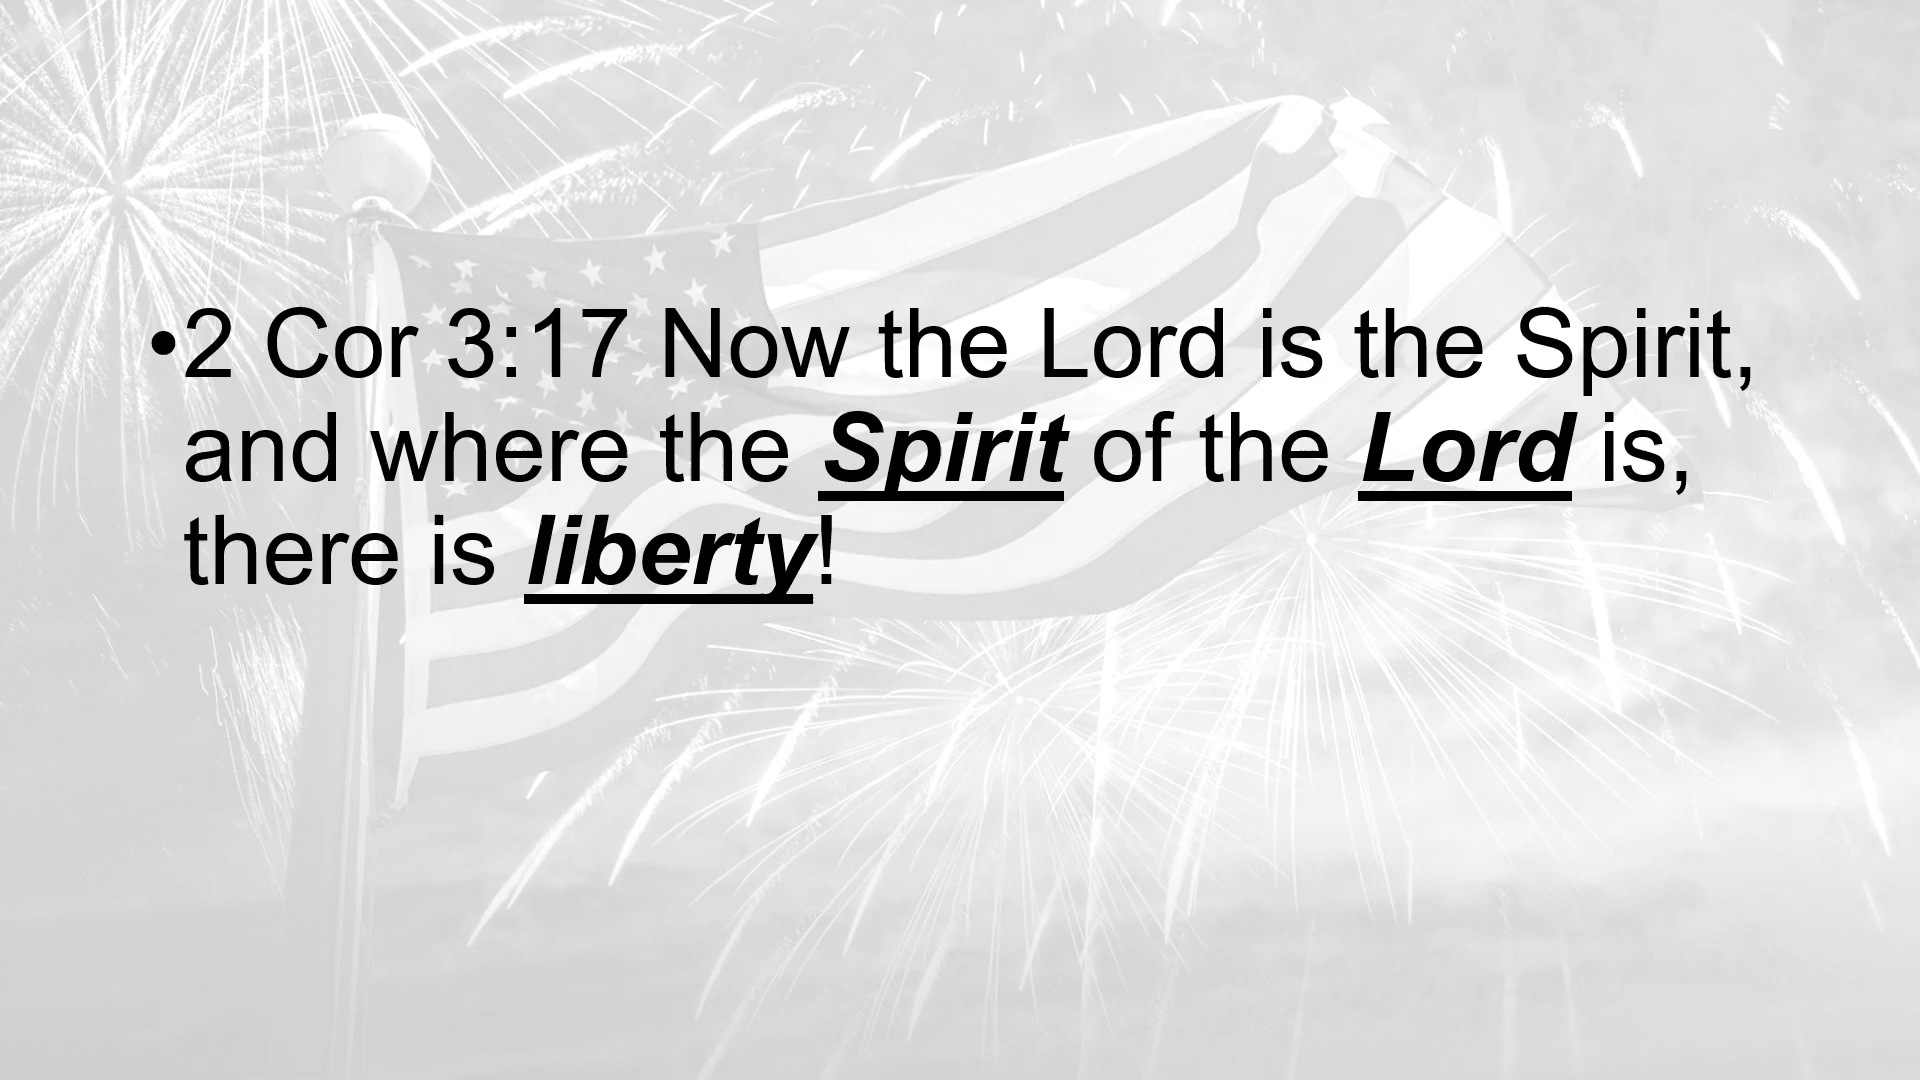 •2 Cor 3:17 Now the Lord is the Spirit,
and where the Spirit of the Lord is,
there is liberty!